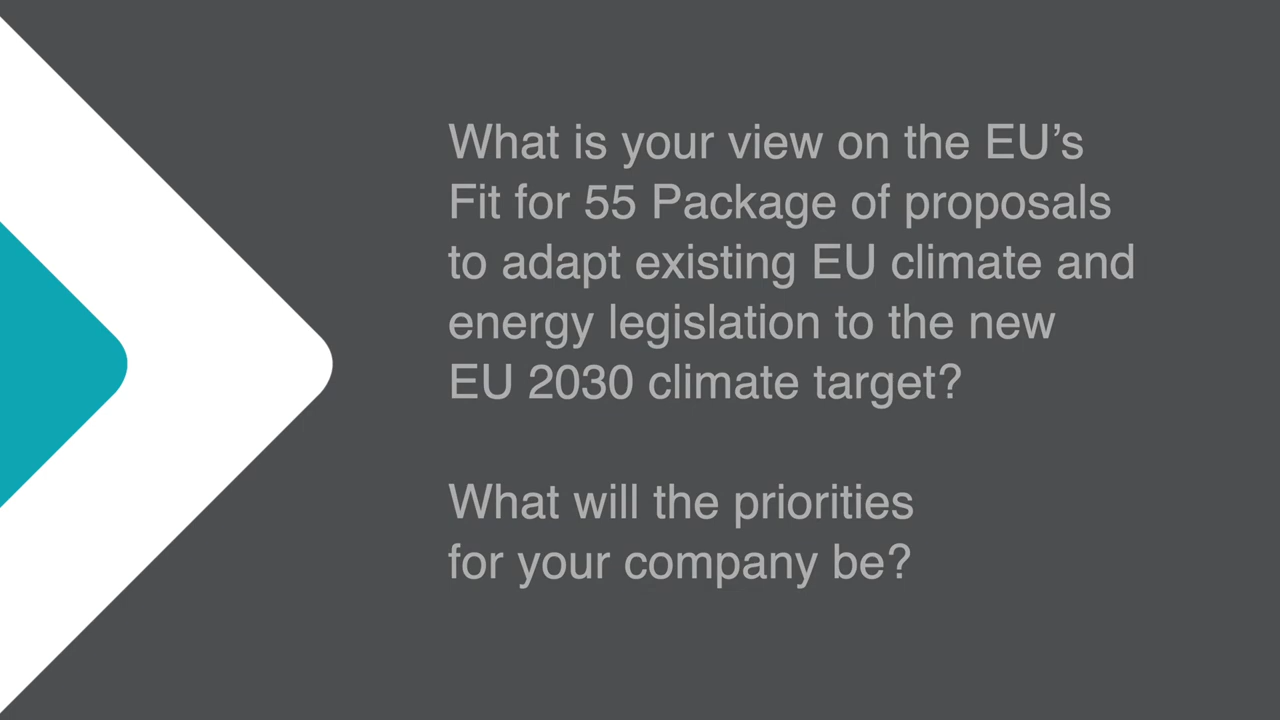 What is your view on the EU’s
Fit for 55 Package of proposals
to adapt existing EU climate and
energy legislation to the new
EU 2030 climate target?
What will the priorities
for your company be?